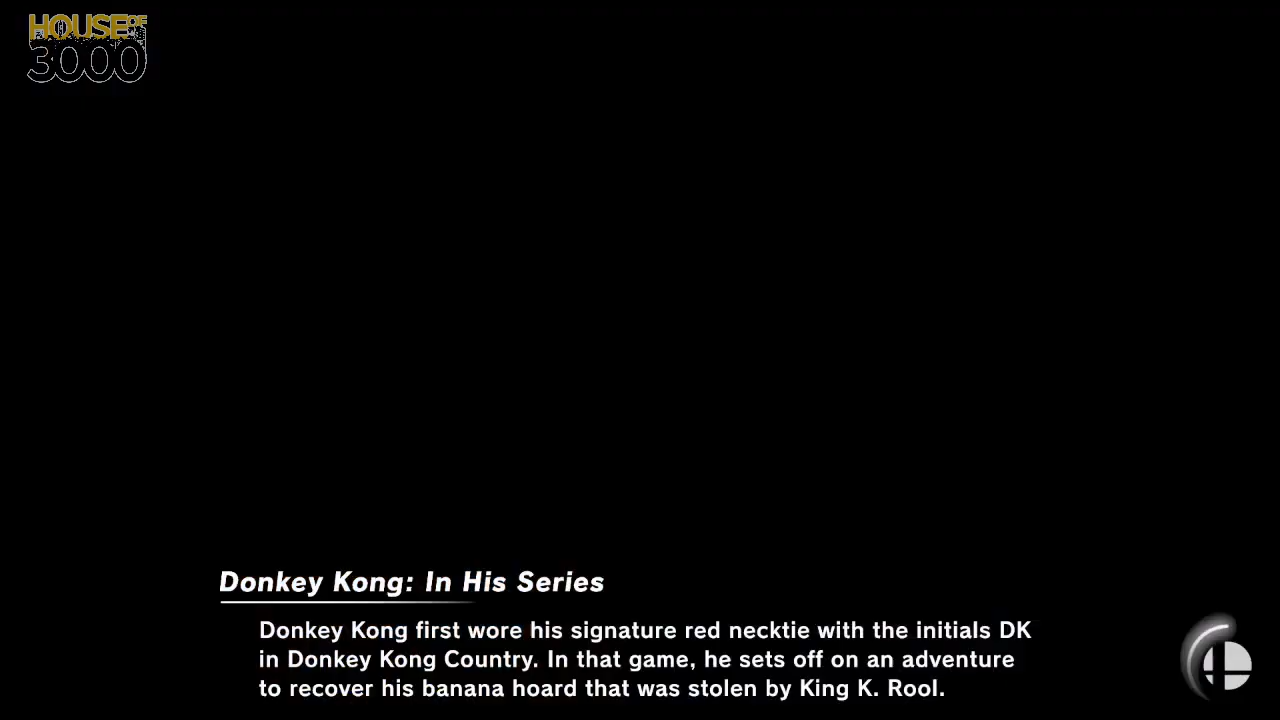 HOUSE OF
3000
Donkey Kong: In His Series
Donkey Kong first wore his signature red necktie with the initials DK
in Donkey Kong Country. In that game, he sets off on an adventure
to recover his banana hoard that was stolen by King K. Rool.